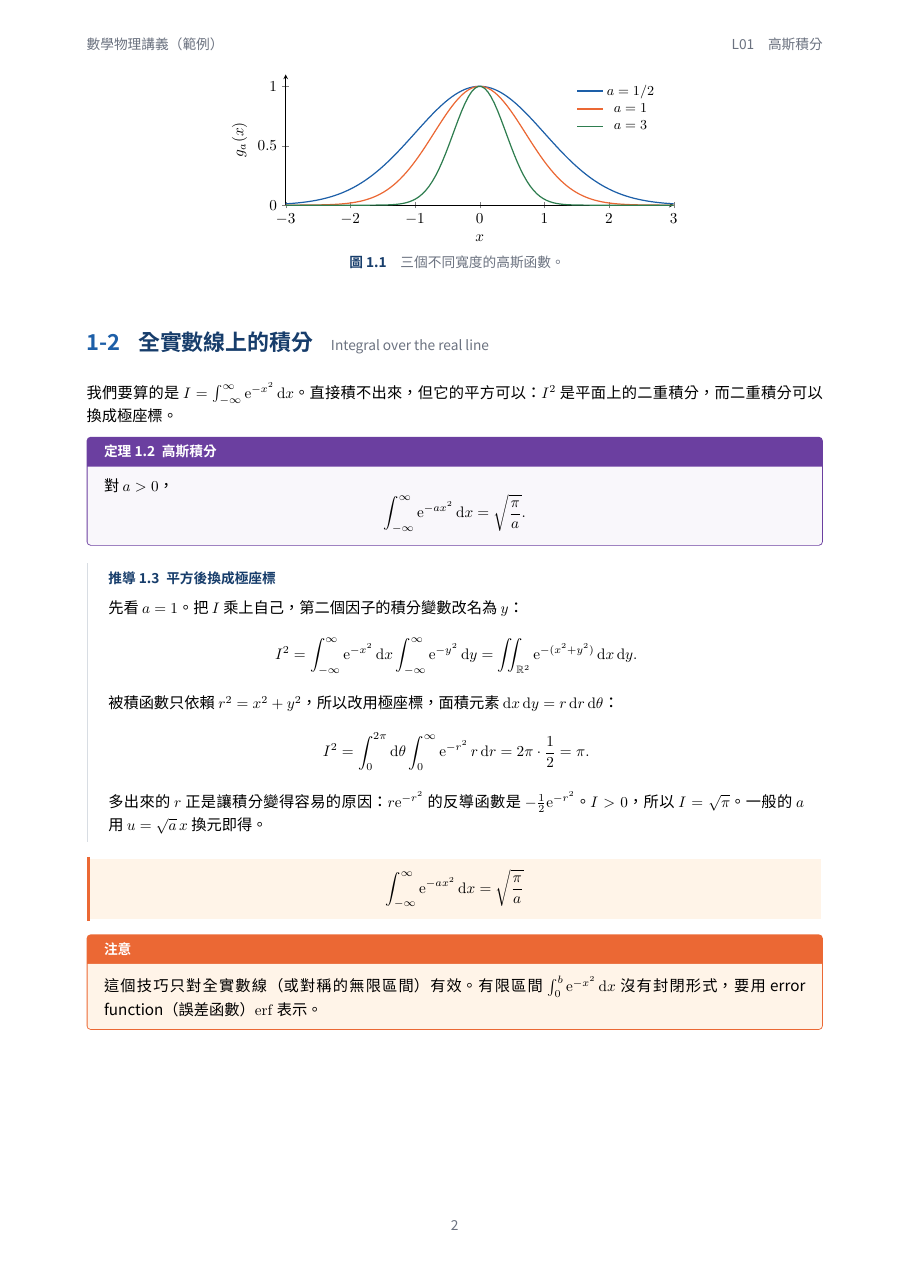 數學物理講義（範例）
L01　高斯積分
1
0.5
0
g_a(x)
−3 −2 −1 0 1 2 3
x
a = 1/2
a = 1
a = 3
圖 1.1　三個不同寬度的高斯函數。
1-2　全實數線上的積分　Integral over the real line
我們要算的是 I = ∫_{−∞}^{∞} e^{−x²} dx。直接積不出來，但它的平方可以：I² 是平面上的二重積分，而二重積分可以
換成極座標。
定理 1.2 高斯積分
對 a > 0，
∫_{−∞}^{∞} e^{−ax²} dx = √(π/a).
推導 1.3 平方後換成極座標
先看 a = 1。把 I 乘上自己，第二個因子的積分變數改名為 y：
I² = ∫_{−∞}^{∞} e^{−x²} dx ∫_{−∞}^{∞} e^{−y²} dy = ∬_{ℝ²} e^{−(x²+y²)} dx dy.
被積函數只依賴 r² = x² + y²，所以改用極座標，面積元素 dx dy = r dr dθ：
I² = ∫_0^{2π} dθ ∫_0^∞ e^{−r²} r dr = 2π · 1/2 = π.
多出來的 r 正是讓積分變得容易的原因：re^{−r²} 的反導函數是 −½e^{−r²}。I > 0，所以 I = √π。一般的 a
用 u = √a x 換元即得。
∫_{−∞}^{∞} e^{−ax²} dx = √(π/a)
注意
這個技巧只對全實數線（或對稱的無限區間）有效。有限區間 ∫_0^b e^{−x²} dx 沒有封閉形式，要用 error
function（誤差函數）erf 表示。
2